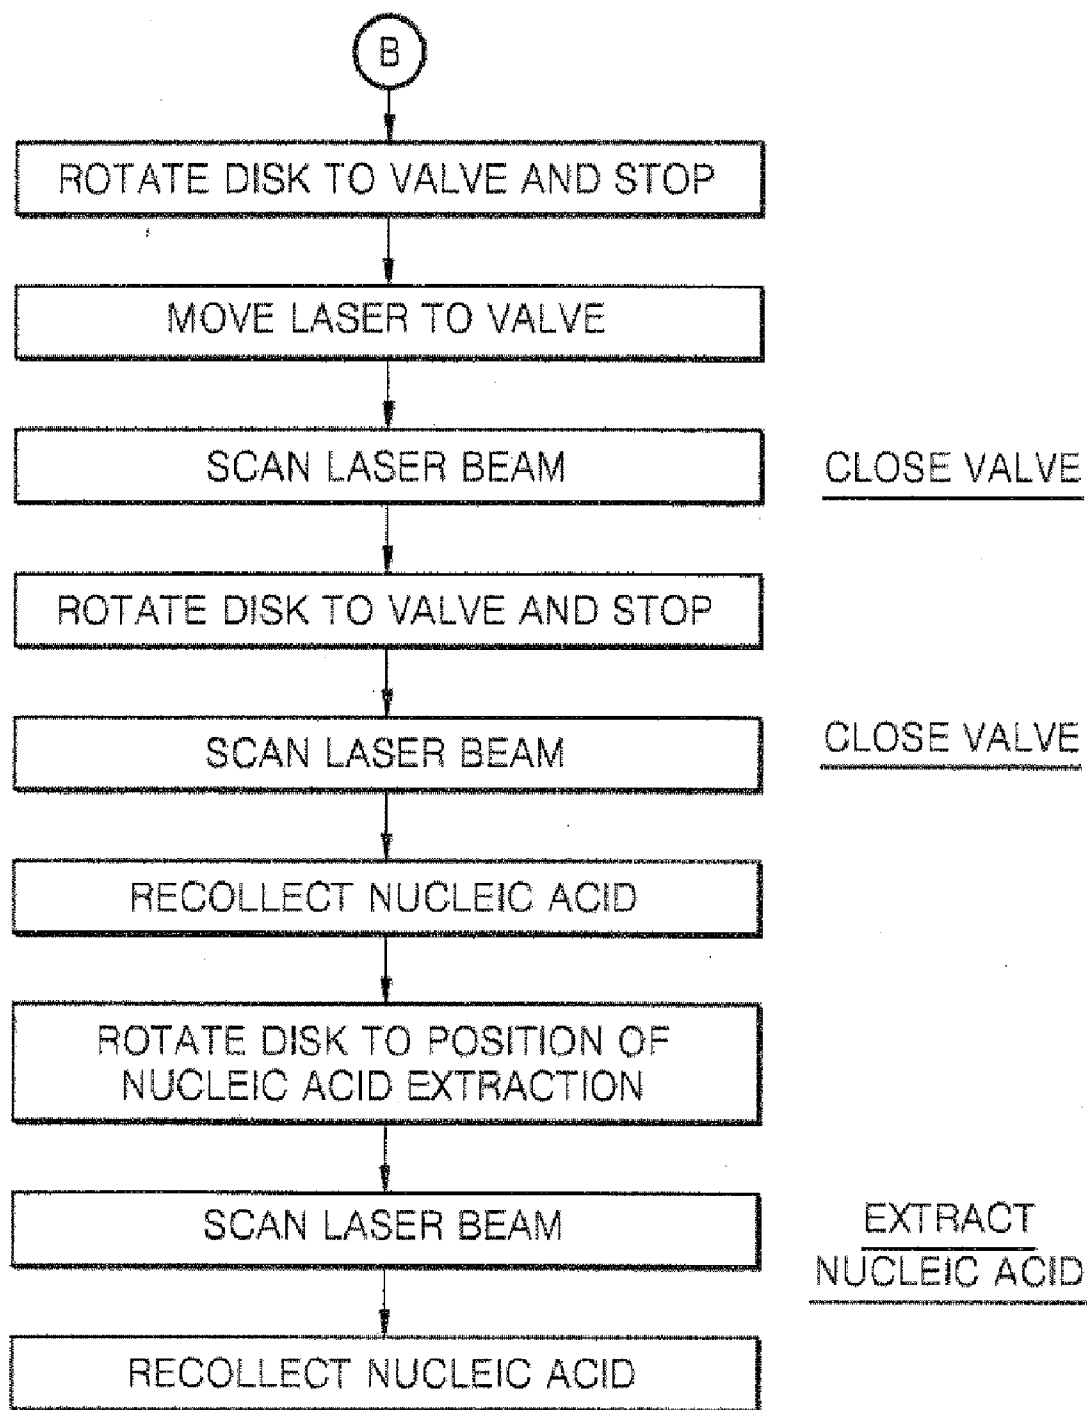 B
ROTATE DISK TO VALVE AND STOP
MOVE LASER TO VALVE
SCAN LASER BEAM
CLOSE VALVE
ROTATE DISK TO VALVE AND STOP
SCAN LASER BEAM
CLOSE VALVE
RECOLLECT NUCLEIC ACID
ROTATE DISK TO POSITION OF
NUCLEIC ACID EXTRACTION
SCAN LASER BEAM
EXTRACT
NUCLEIC ACID
RECOLLECT NUCLEIC ACID